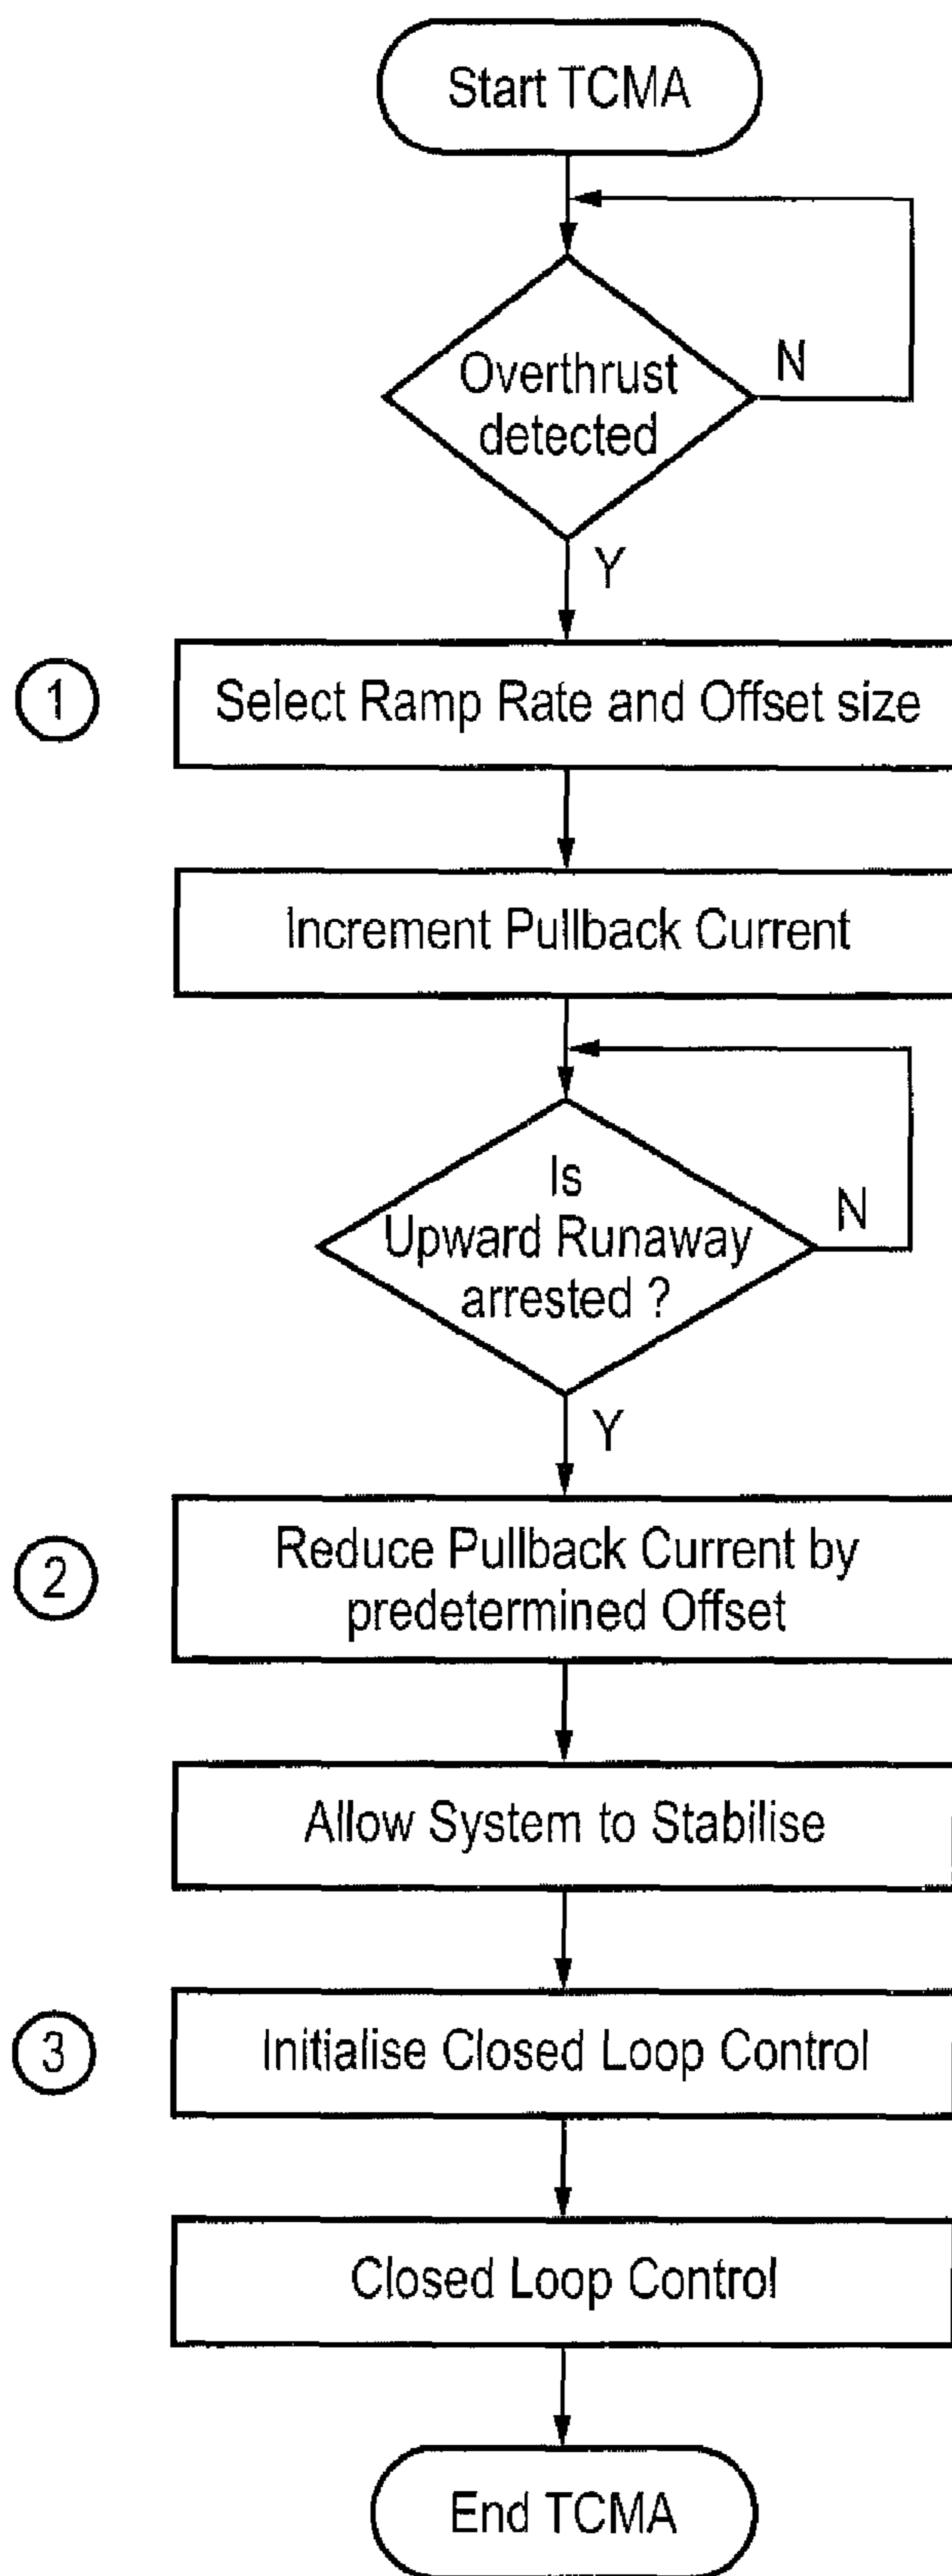 Start TCMA
Overthrust
detected
N
Y
1
Select Ramp Rate and Offset size
Increment Pullback Current
Is
Upward Runaway
arrested ?
N
Y
2
Reduce Pullback Current by
predetermined Offset
Allow System to Stabilise
3
Initialise Closed Loop Control
Closed Loop Control
End TCMA